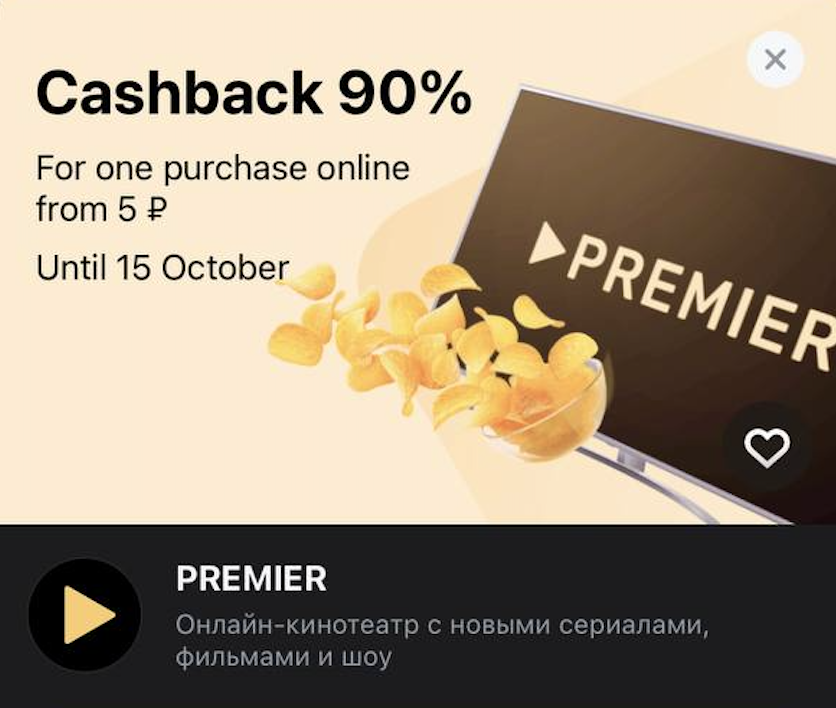 Cashback 90%
For one purchase online
from 5 ₽
Until 15 October
PREMIER
PREMIER
Онлайн-кинотеатр с новыми сериалами,
фильмами и шоу